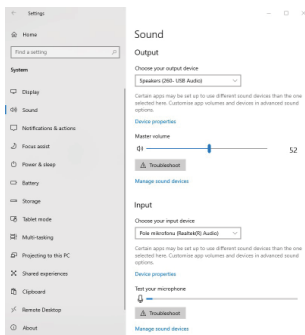 Settings
Home
Find a setting
System
Display
Sound
Notifications & actions
Focus assist
Power & sleep
Battery
Storage
Tablet mode
Multi-tasking
Projecting to this PC
Shared experiences
Clipboard
Remote Desktop
About
Sound
Output
Choose your output device
Speakers (260- USB Audio)
Certain apps may be set up to use different sound devices than the one
selected here. Customise app volumes and devices in advanced sound
options.
Device properties
Master volume
52
Troubleshoot
Manage sound devices
Input
Choose your input device
Pole mikrofonu (Realtek(R) Audio)
Certain apps may be set up to use different sound devices than the one
selected here. Customise app volumes and devices in advanced sound
options.
Device properties
Test your microphone
Troubleshoot
Manage sound devices